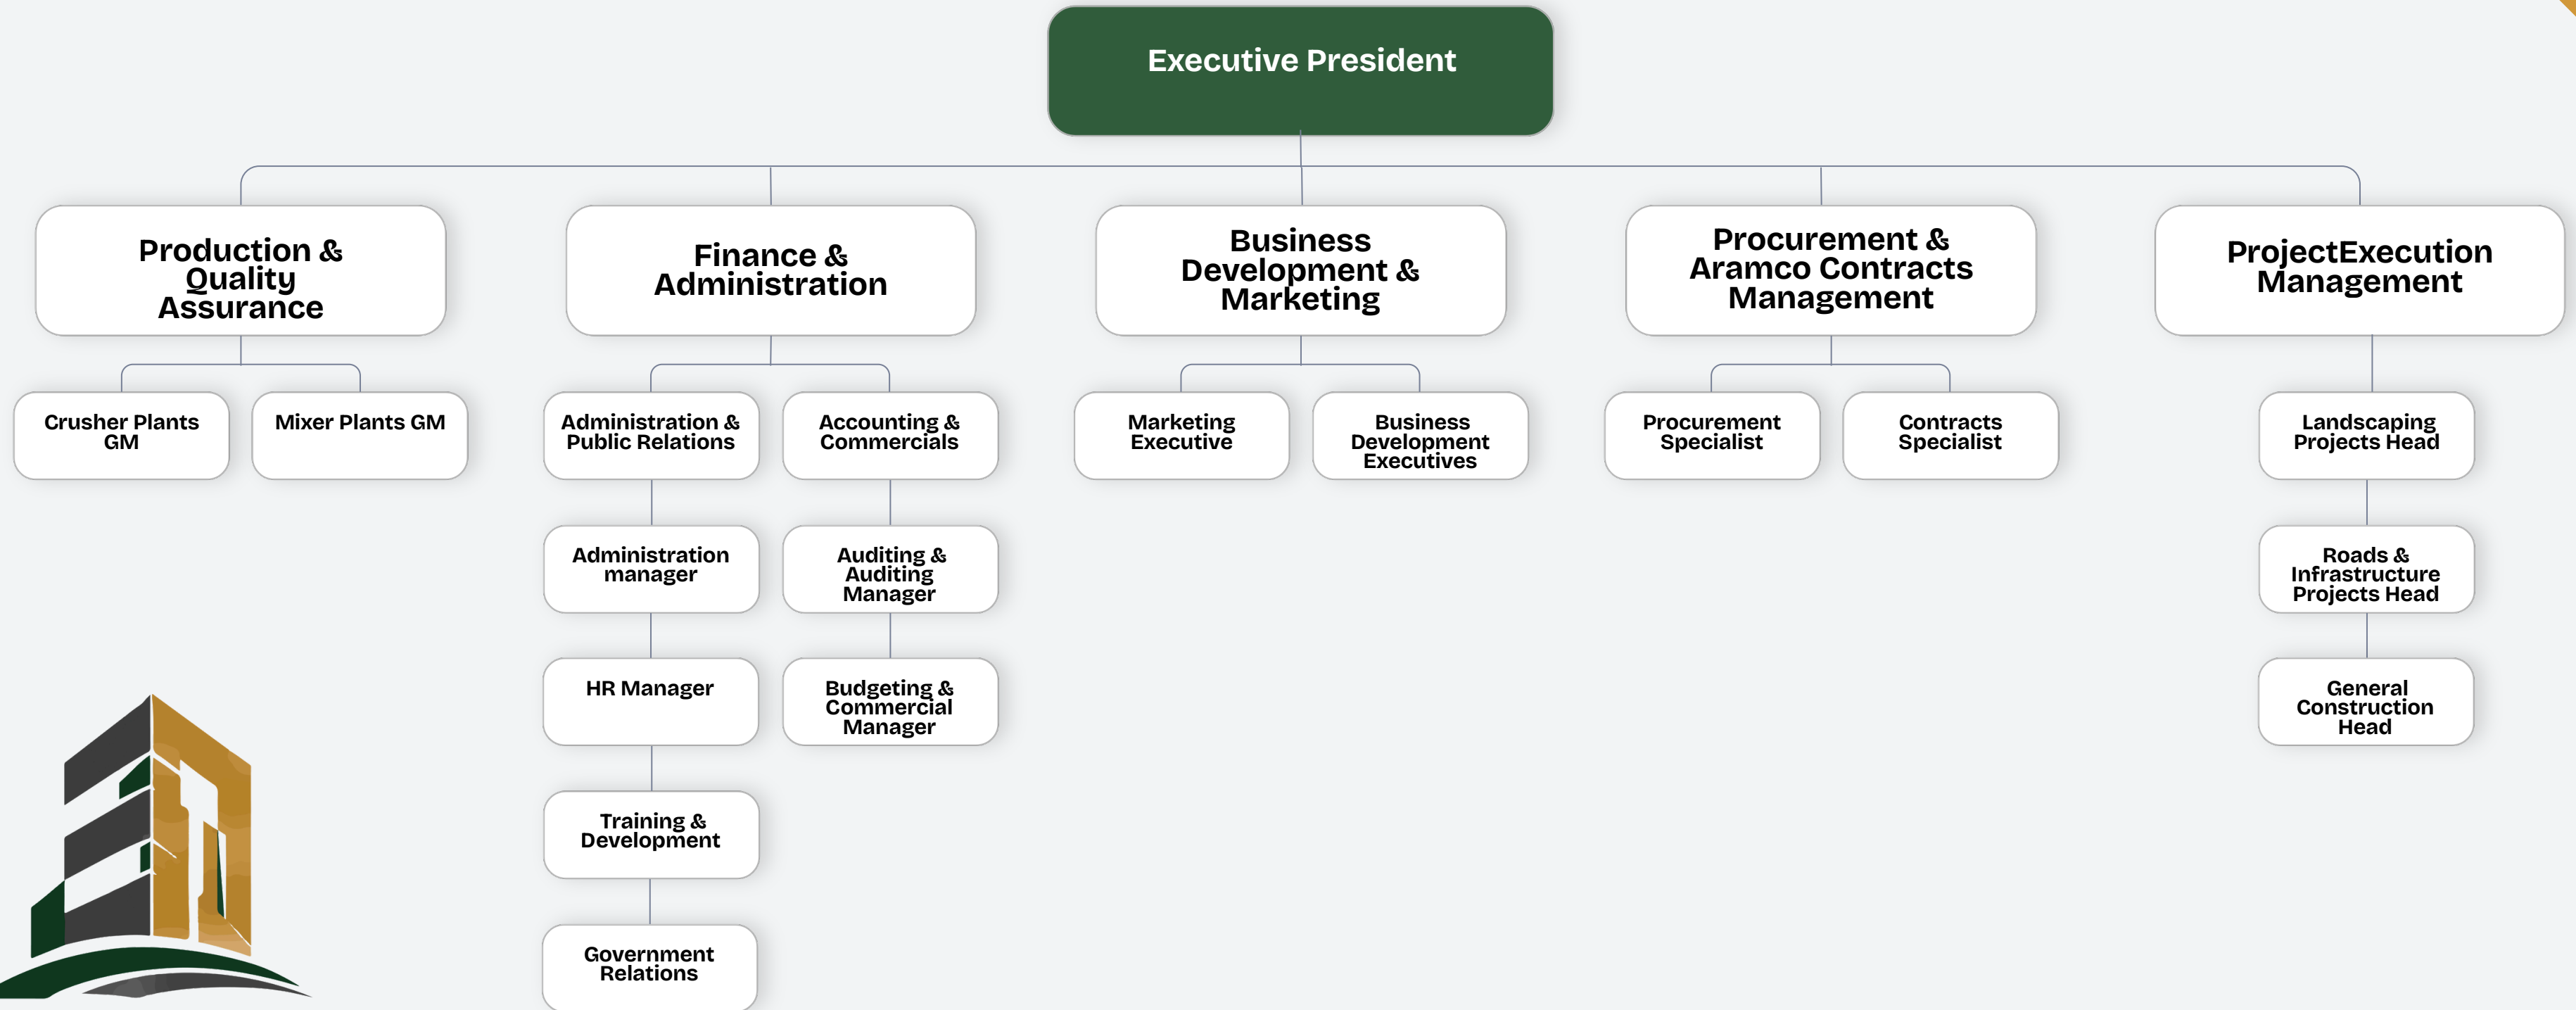 Executive President
Production &
Quality
Assurance
Finance &
Administration
Business
Development &
Marketing
Procurement &
Aramco Contracts
Management
ProjectExecution
Management
Crusher Plants
GM
Mixer Plants GM
Administration &
Public Relations
Accounting &
Commercials
Marketing
Executive
Business
Development
Executives
Procurement
Specialist
Contracts
Specialist
Landscaping
Projects Head
Administration
manager
Auditing &
Auditing
Manager
Roads &
Infrastructure
Projects Head
HR Manager
Budgeting &
Commercial
Manager
General
Construction
Head
Training &
Development
Government
Relations